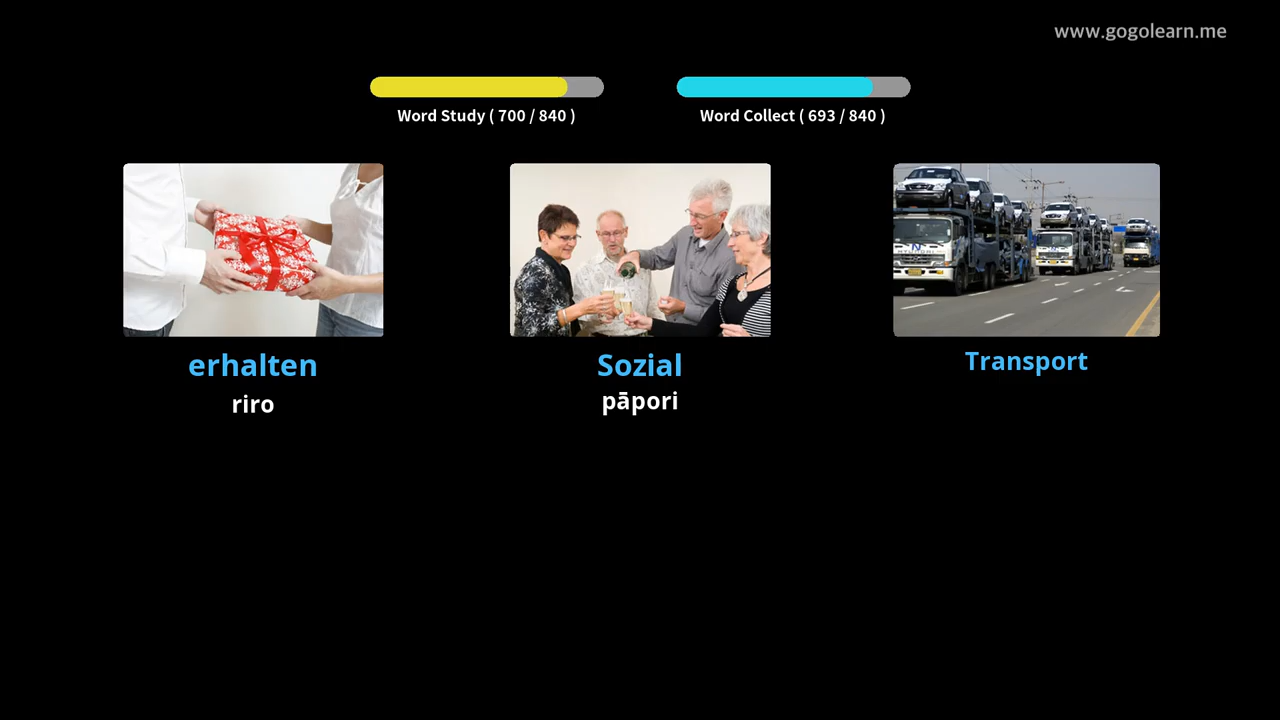 www.gogolearn.me
Word Study ( 700 / 840 )
Word Collect ( 693 / 840 )
erhalten
riro
Sozial
pāpori
Transport